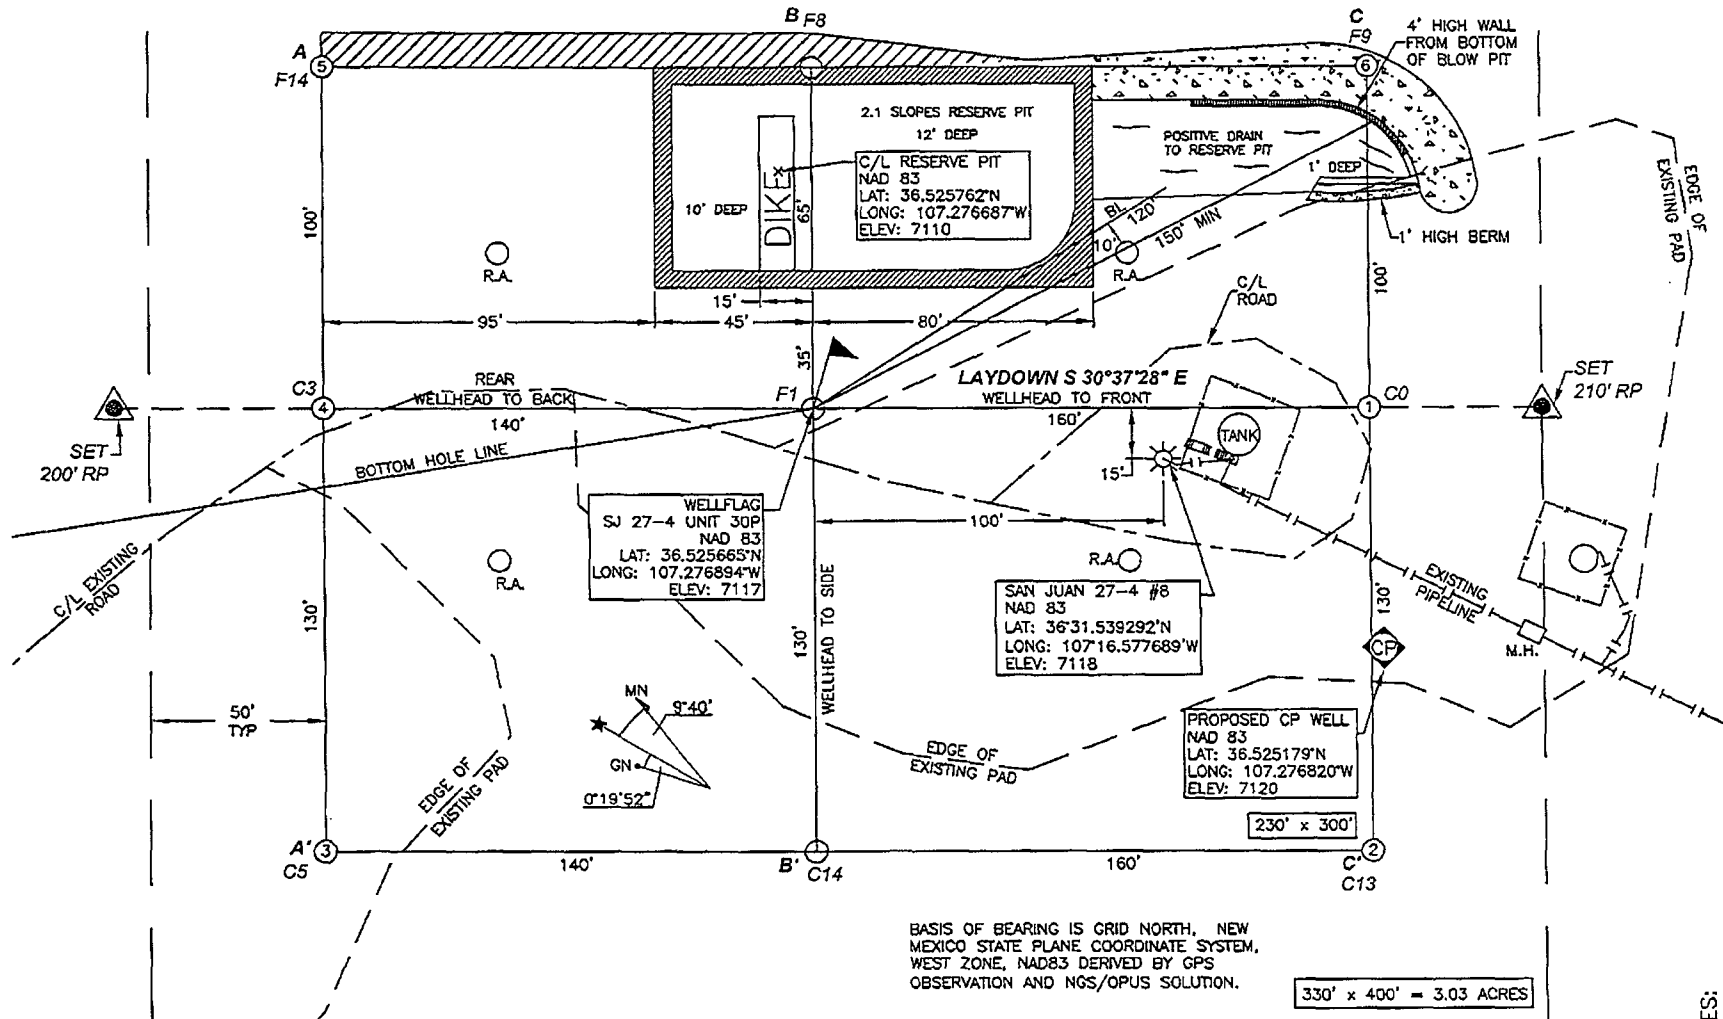 B F8
C
F9
4' HIGH WALL
FROM BOTTOM
OF BLOW PIT
A
5
F14
6
2.1 SLOPES RESERVE PIT
12' DEEP
POSITIVE DRAIN
TO RESERVE PIT
1' DEEP
EDGE OF
EXISTING PAD
C/L RESERVE PIT
NAD 83
LAT: 36.525762°N
LONG: 107.276687°W
ELEV: 7110
10' DEEP
DIKE
x
65'
100'
BL
120'
10'
150' MIN
1' HIGH BERM
R.A.
R.A.
C/L
ROAD
100'
15'
95'
45'
80'
35'
SET
210' RP
REAR
WELLHEAD TO BACK
140'
C3
4
F1
LAYDOWN S 30°37'28" E
WELLHEAD TO FRONT
160'
1
C0
SET
200' RP
BOTTOM HOLE LINE
TANK
15'
100'
WELLFLAG
SJ 27-4 UNIT 30P
NAD 83
LAT: 36.525665°N
LONG: 107.276894°W
ELEV: 7117
R.A.
R.A.
C/L EXISTING
ROAD
SAN JUAN 27-4 #8
NAD 83
LAT: 36°31.539292'N
LONG: 107°16.577689'W
ELEV: 7118
EXISTING
PIPELINE
M.H.
130'
130'
WELLHEAD TO SIDE
130'
CP
50'
TYP
MN
9°40'
GN
0°19'52"
EDGE OF
EXISTING PAD
EDGE OF
EXISTING PAD
PROPOSED CP WELL
NAD 83
LAT: 36.525179°N
LONG: 107.276820°W
ELEV: 7120
230' x 300'
A'
3
C5
140'
B'
1
C14
160'
C'
2
C13
BASIS OF BEARING IS GRID NORTH, NEW
MEXICO STATE PLANE COORDINATE SYSTEM,
WEST ZONE, NAD83 DERIVED BY GPS
OBSERVATION AND NGS/OPUS SOLUTION.
330' x 400' = 3.03 ACRES